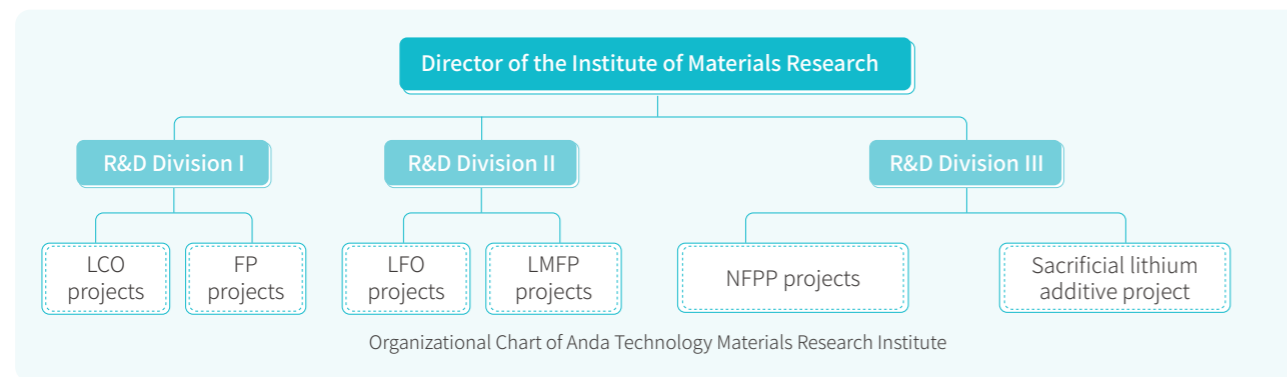 Director of the Institute of Materials Research
R&D Division I
R&D Division II
R&D Division III
LCO
projects
FP
projects
LFO
projects
LMFP
projects
NFPP projects
Sacrificial lithium
additive project
Organizational Chart of Anda Technology Materials Research Institute